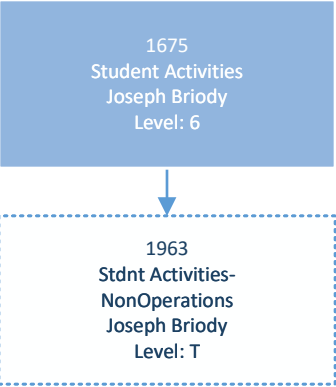 1675
Student Activities
Joseph Briody
Level: 6
1963
Stdnt Activities-
NonOperations
Joseph Briody
Level: T